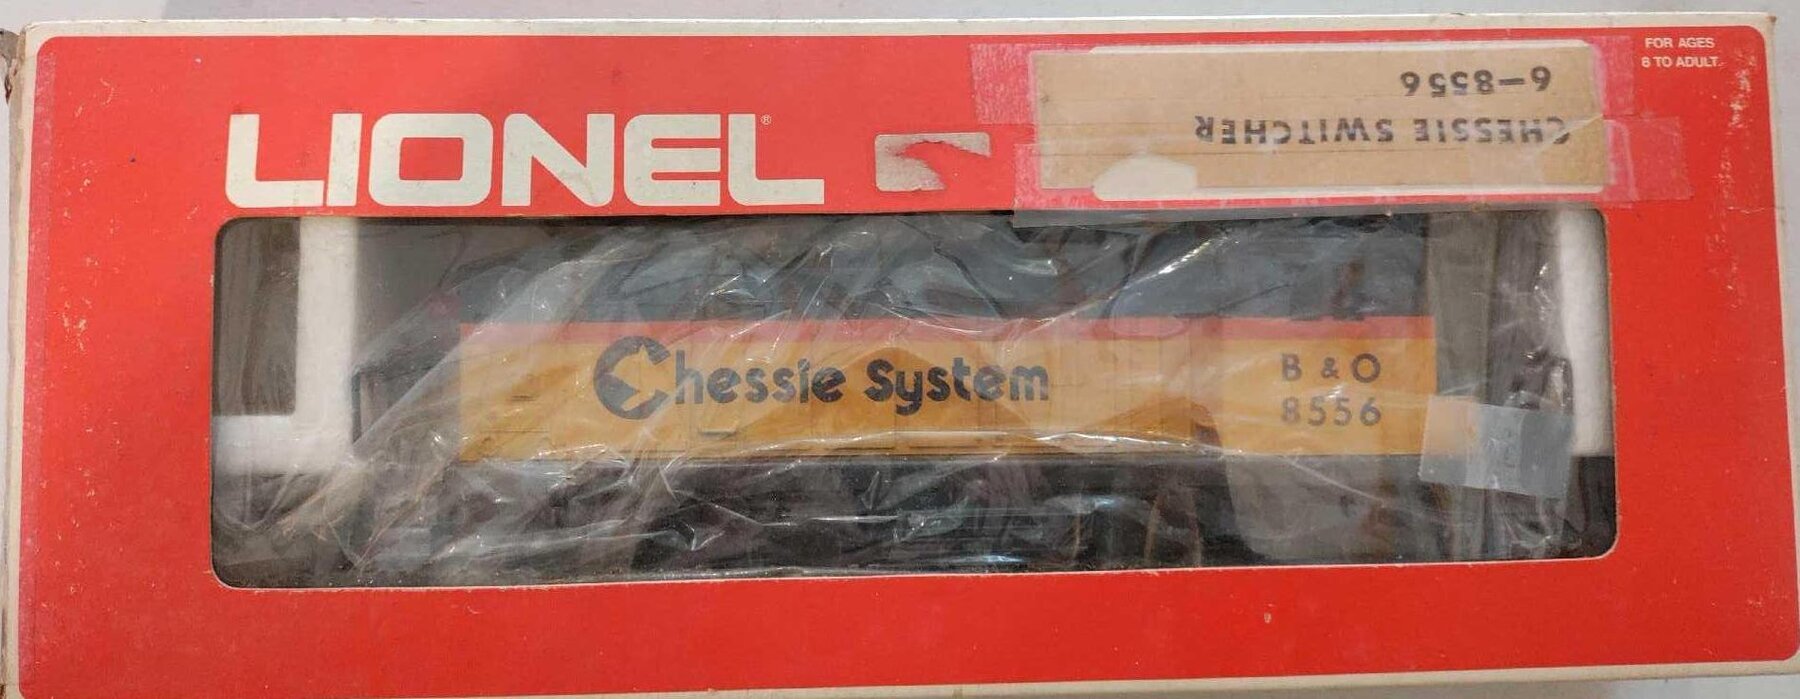 LIONEL®
FOR AGES
8 TO ADULT
6-8556
CHESSIE SWITCHER
Chessie System
B & O
8556